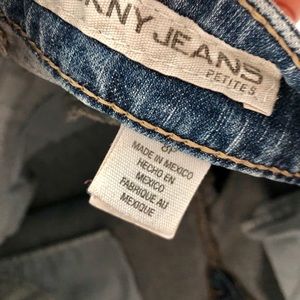 KNY JEANS
PETITES
MADE IN MEXICO
HECHO EN
MEXICO
FABRIQUE AU
MEXIQUE